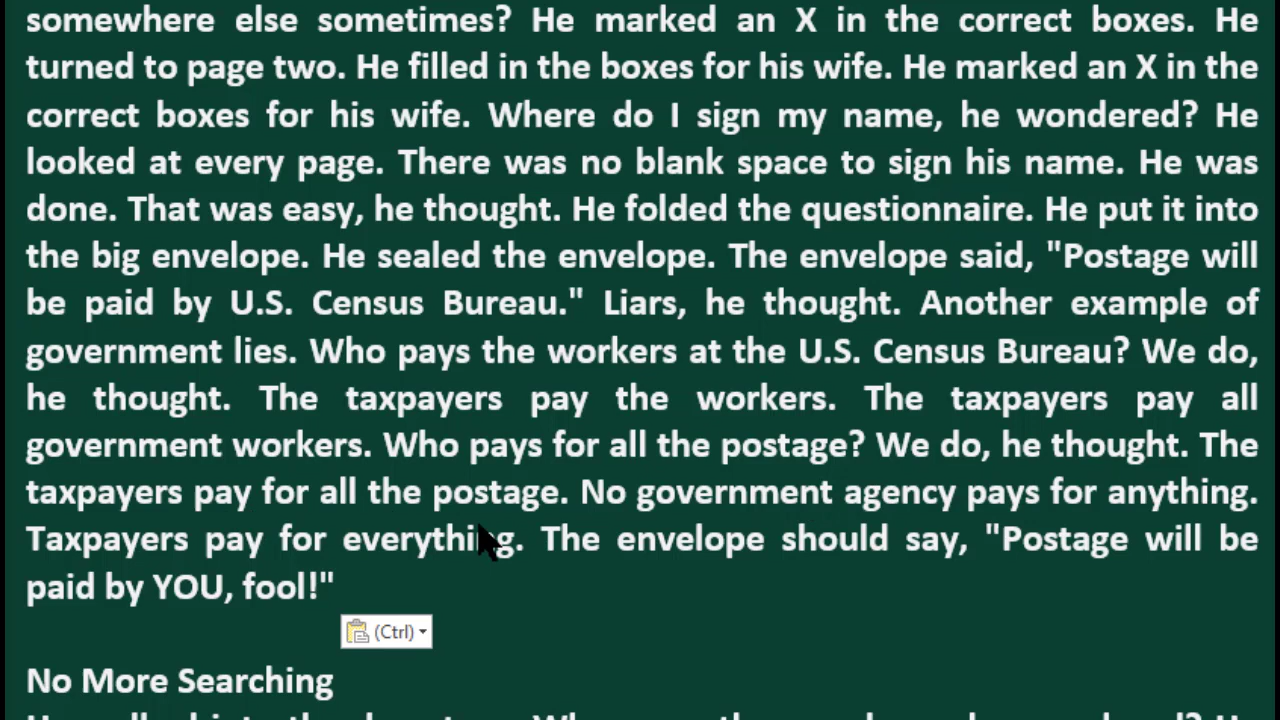 somewhere else sometimes? He marked an X in the correct boxes. He
turned to page two. He filled in the boxes for his wife. He marked an X in the
correct boxes for his wife. Where do I sign my name, he wondered? He
looked at every page. There was no blank space to sign his name. He was
done. That was easy, he thought. He folded the questionnaire. He put it into
the big envelope. He sealed the envelope. The envelope said, "Postage will
be paid by U.S. Census Bureau." Liars, he thought. Another example of
government lies. Who pays the workers at the U.S. Census Bureau? We do,
he thought. The taxpayers pay the workers. The taxpayers pay all
government workers. Who pays for all the postage? We do, he thought. The
taxpayers pay for all the postage. No government agency pays for anything.
Taxpayers pay for everything. The envelope should say, "Postage will be
paid by YOU, fool!"
(Ctrl)
No More Searching